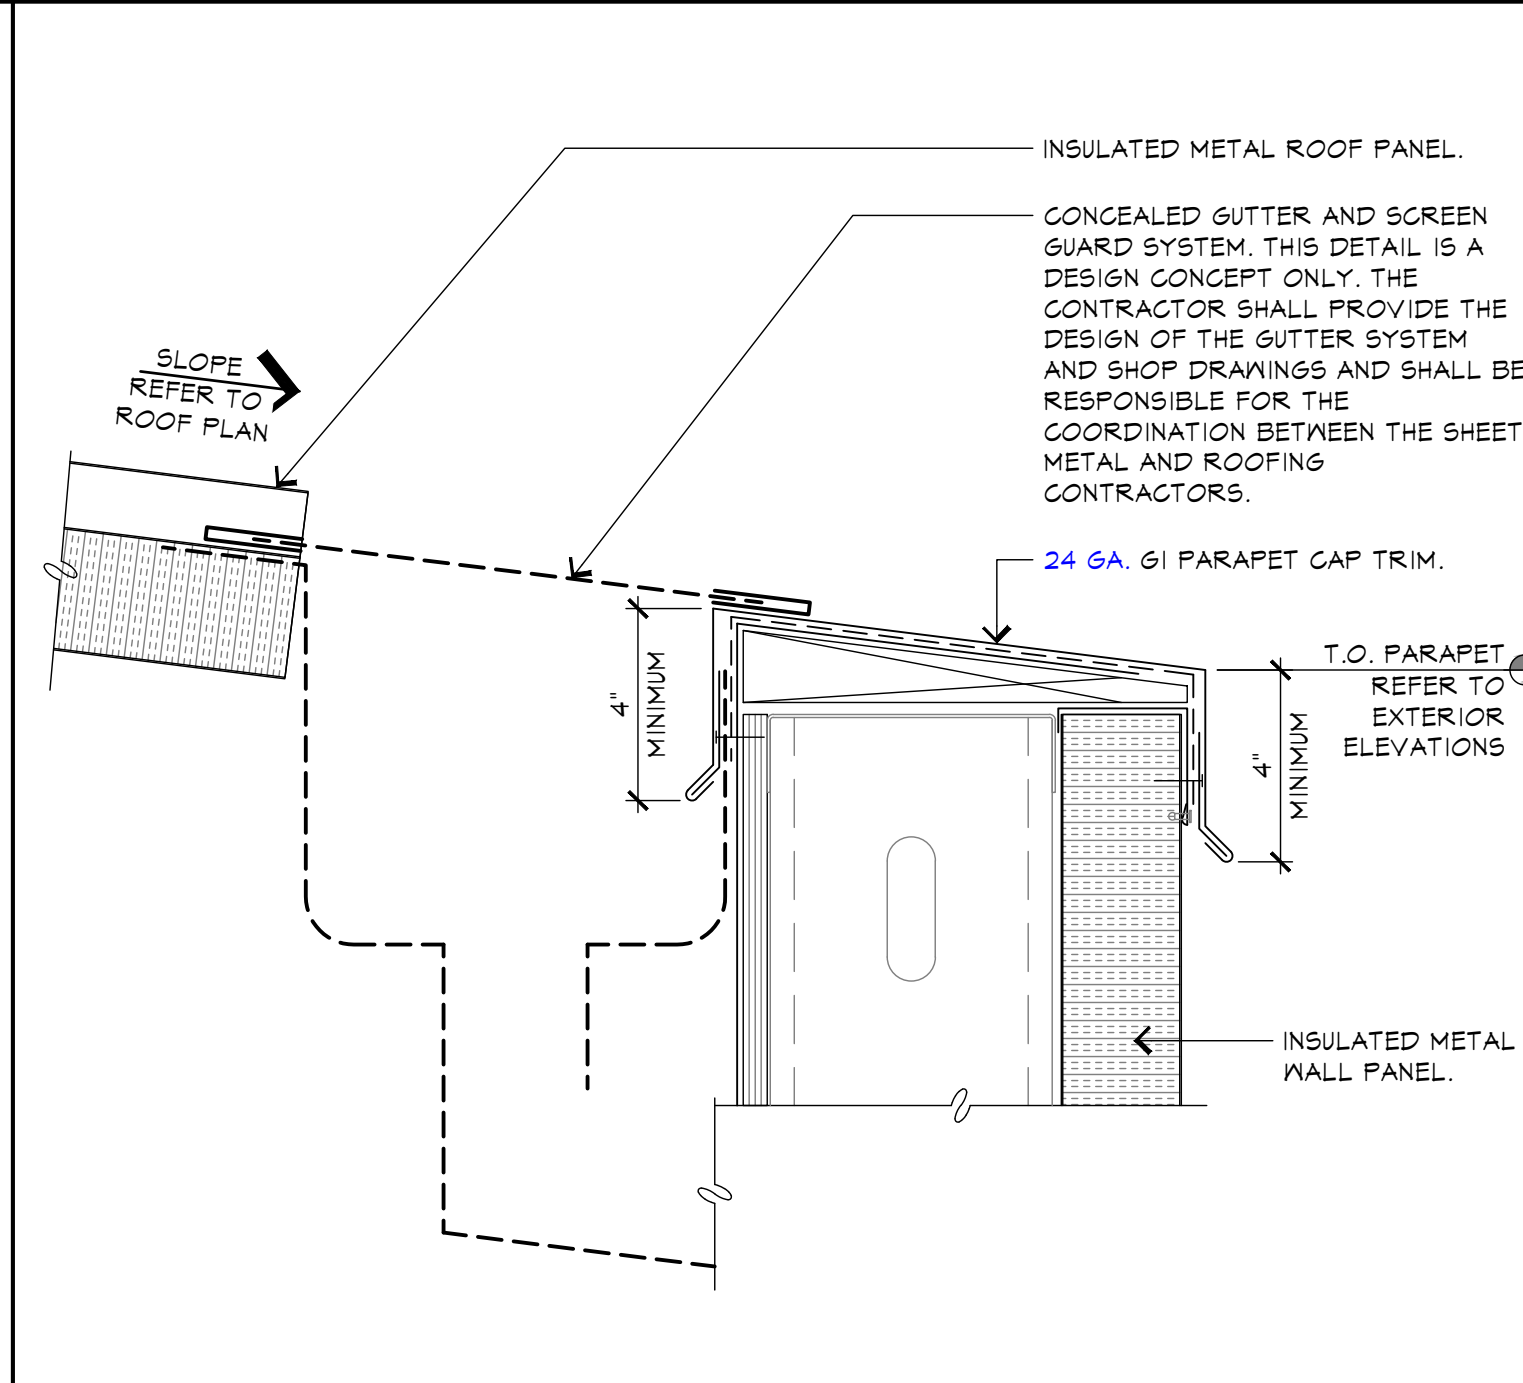 INSULATED METAL ROOF PANEL.
CONCEALED GUTTER AND SCREEN
GUARD SYSTEM. THIS DETAIL IS A
DESIGN CONCEPT ONLY. THE
CONTRACTOR SHALL PROVIDE THE
DESIGN OF THE GUTTER SYSTEM
AND SHOP DRAWINGS AND SHALL BE
RESPONSIBLE FOR THE
COORDINATION BETWEEN THE SHEET
METAL AND ROOFING
CONTRACTORS.
SLOPE
REFER TO
ROOF PLAN
24 GA. GI PARAPET CAP TRIM.
T.O. PARAPET
REFER TO
EXTERIOR
ELEVATIONS
4"
MINIMUM
4"
MINIMUM
INSULATED METAL
WALL PANEL.